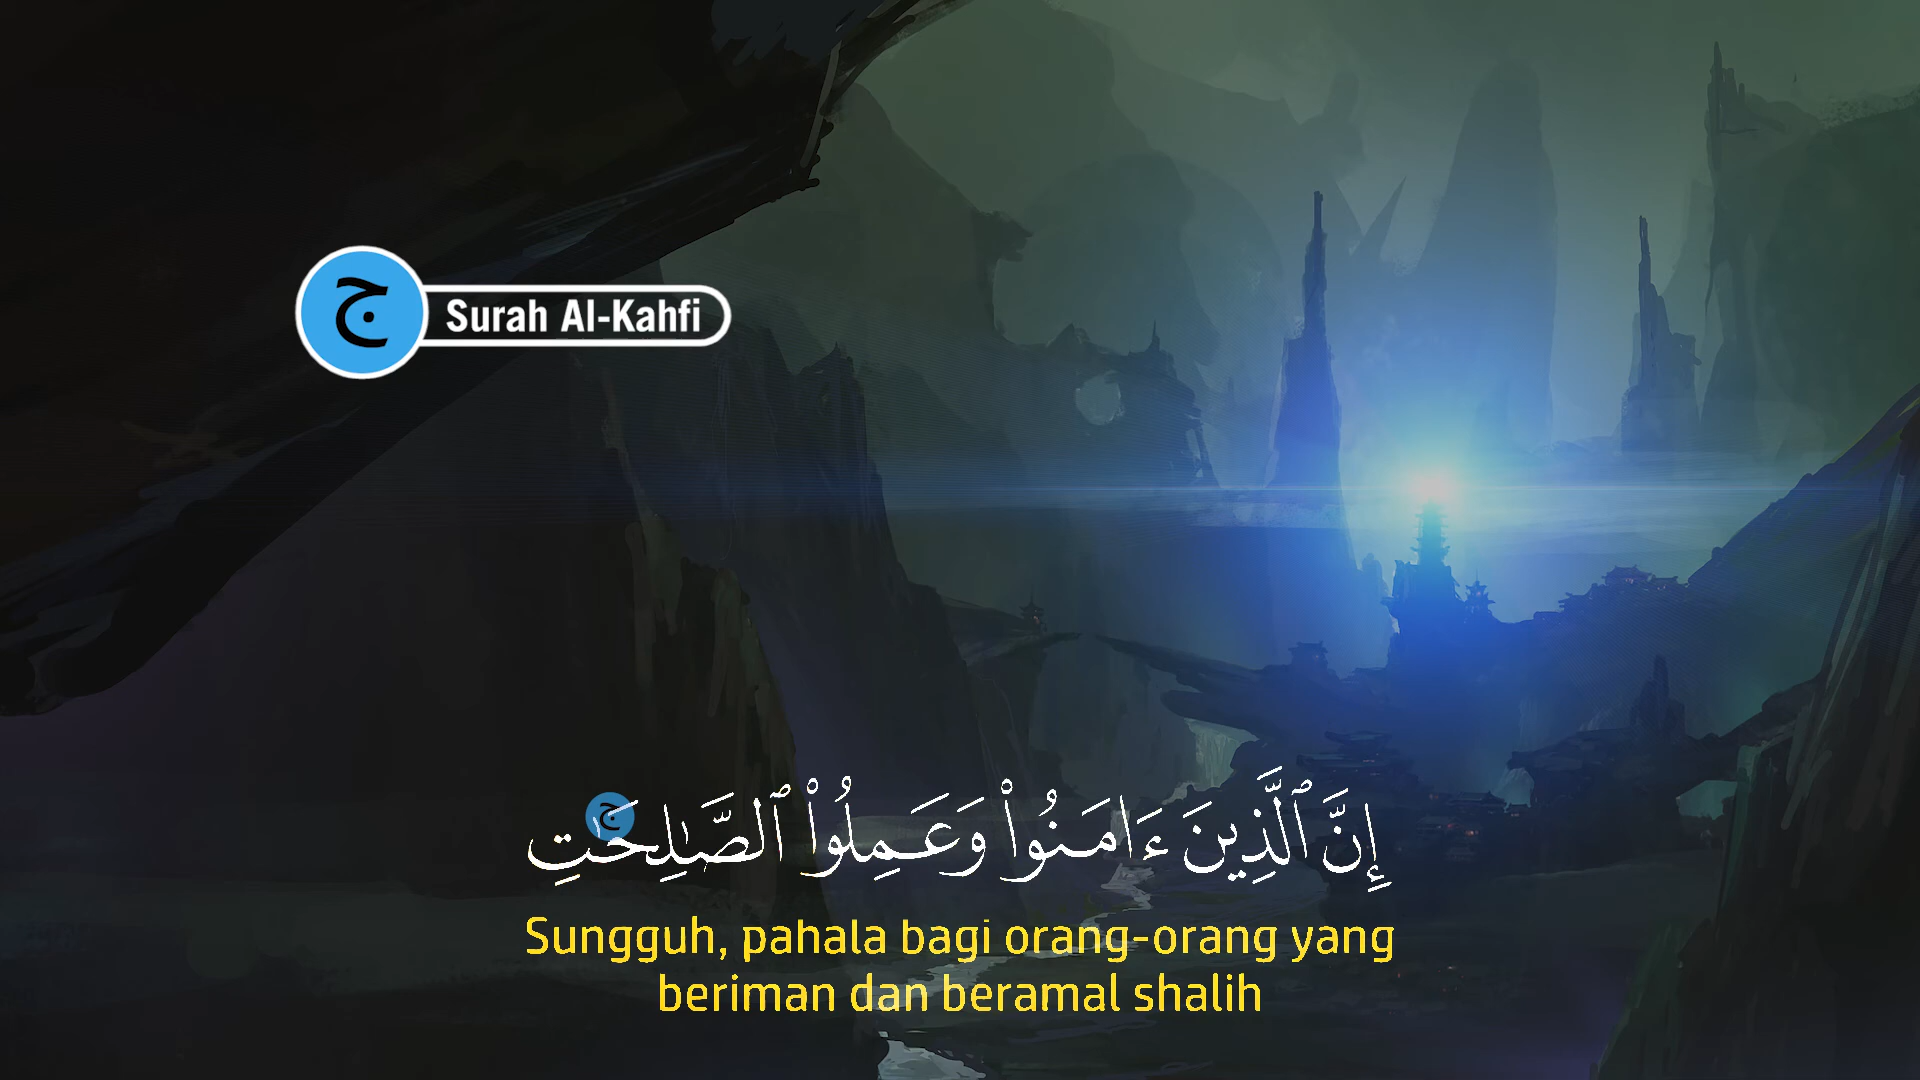 ج
Surah Al-Kahfi
إِنَّ ٱلَّذِينَ ءَامَنُوا۟ وَعَمِلُوا۟ ٱلصَّـٰلِحَـٰتِ
ج
Sungguh, pahala bagi orang-orang yang
beriman dan beramal shalih